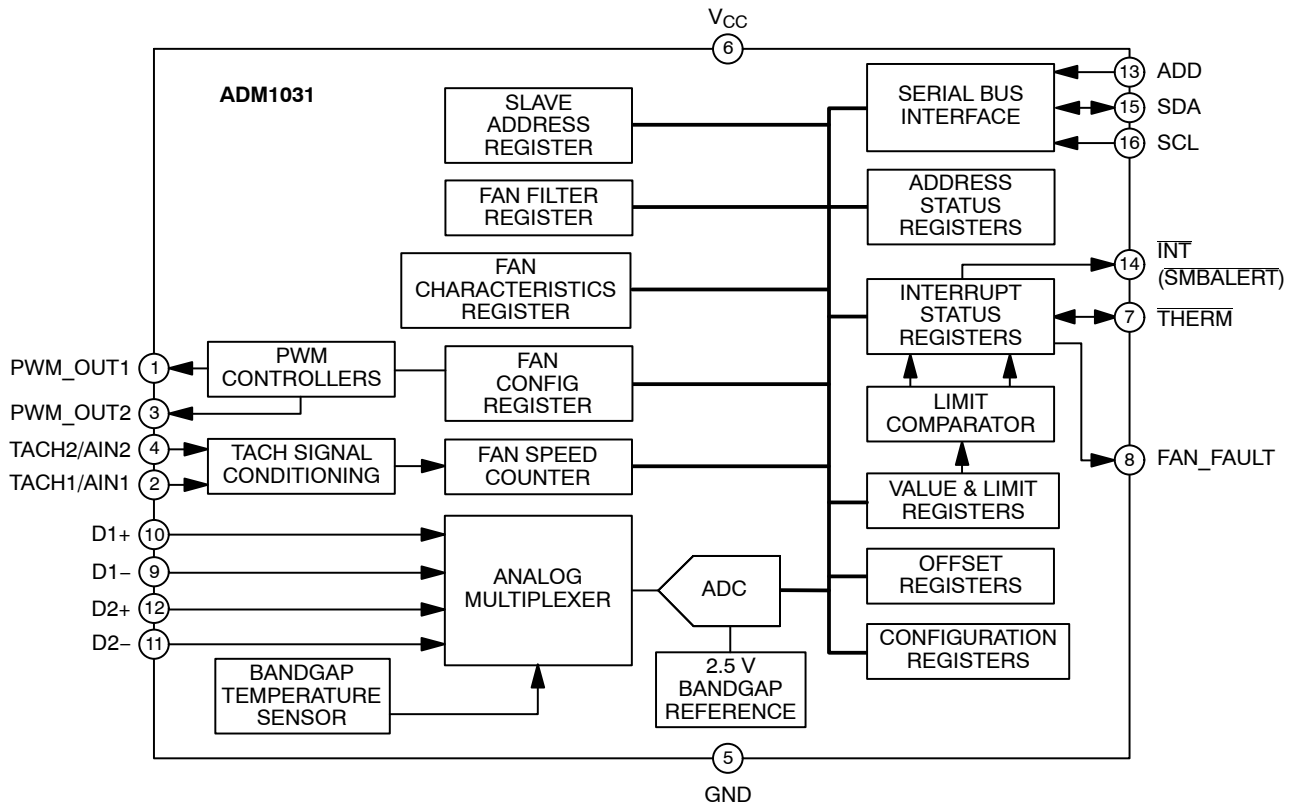 VCC
6
ADM1031
SLAVE
ADDRESS
REGISTER
SERIAL BUS
INTERFACE
13 ADD
15 SDA
16 SCL
FAN FILTER
REGISTER
ADDRESS
STATUS
REGISTERS
FAN
CHARACTERISTICS
REGISTER
INTERRUPT
STATUS
REGISTERS
14 INT
(SMBALERT)
7 THERM
PWM_OUT1 1
PWM
CONTROLLERS
FAN
CONFIG
REGISTER
PWM_OUT2 3
LIMIT
COMPARATOR
TACH2/AIN2 4
TACH1/AIN1 2
TACH SIGNAL
CONDITIONING
FAN SPEED
COUNTER
8 FAN_FAULT
VALUE & LIMIT
REGISTERS
D1+ 10
D1− 9
D2+ 12
D2− 11
ANALOG
MULTIPLEXER
ADC
OFFSET
REGISTERS
CONFIGURATION
REGISTERS
BANDGAP
TEMPERATURE
SENSOR
2.5 V
BANDGAP
REFERENCE
5
GND